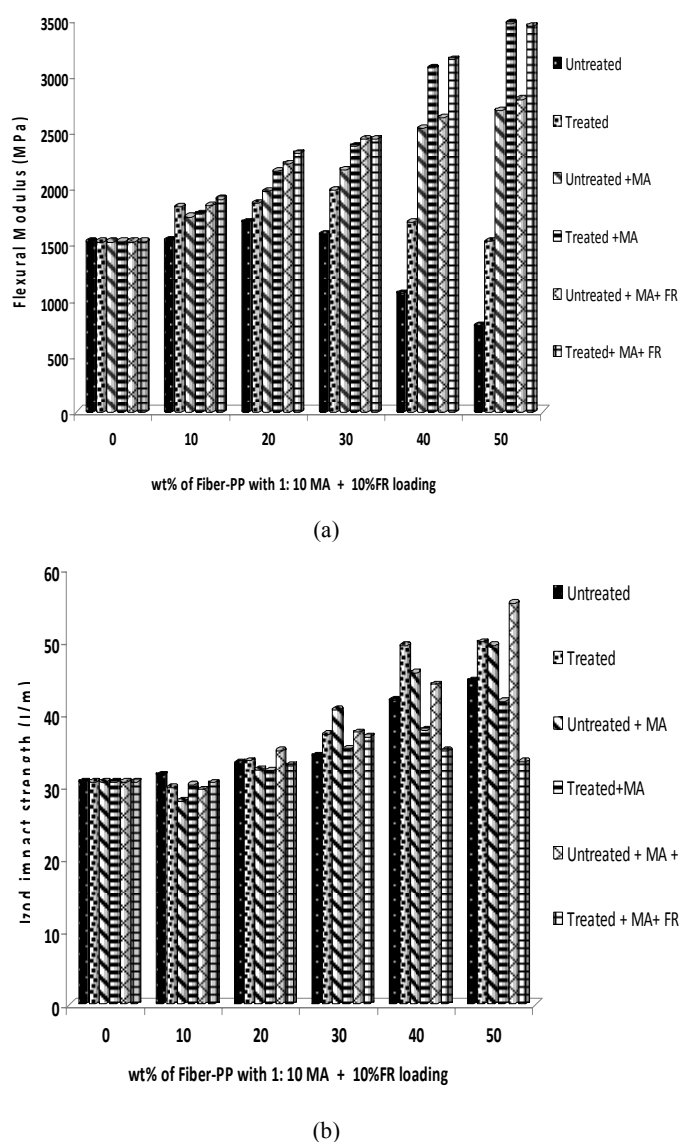 3500
3000
2500
2000
1500
1000
500
0
Flexural Modulus (MPa)
0 10 20 30 40 50
wt% of Fiber-PP with 1: 10 MA + 10%FR loading
Untreated
Treated
Untreated +MA
Treated +MA
Untreated + MA+ FR
Treated+ MA+ FR
(a)
60
50
40
30
20
10
0
Izod impact strength (J/m)
0 10 20 30 40 50
wt% of Fiber-PP with 1: 10 MA + 10%FR loading
Untreated
Treated
Untreated + MA
Treated+MA
Untreated + MA +
Treated + MA+ FR
(b)